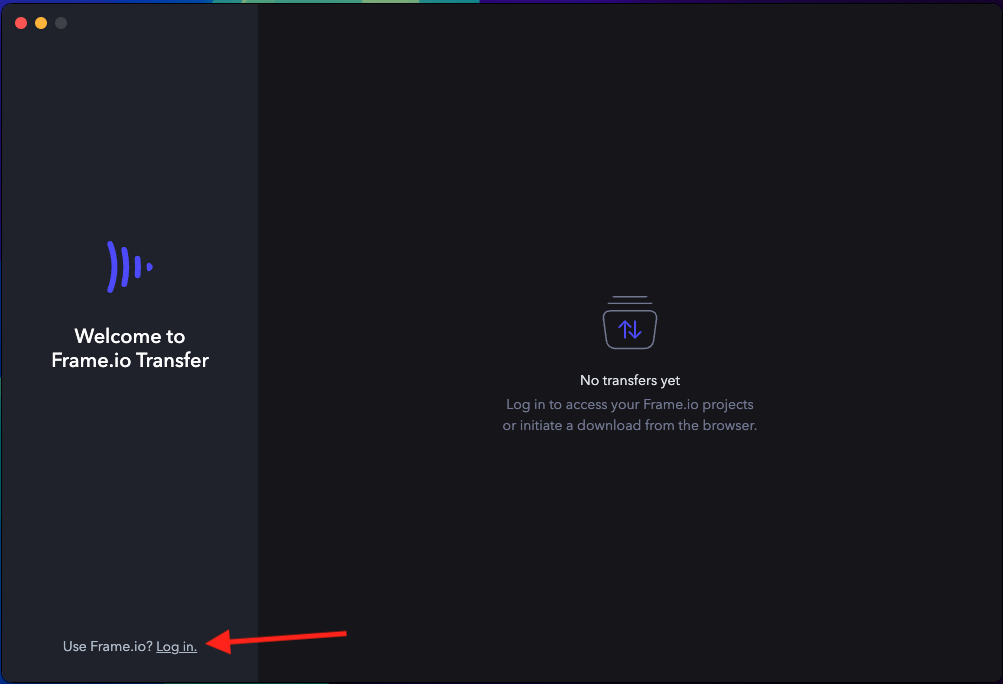 Welcome to
Frame.io Transfer
No transfers yet
Log in to access your Frame.io projects
or initiate a download from the browser.
Use Frame.io? Log in.